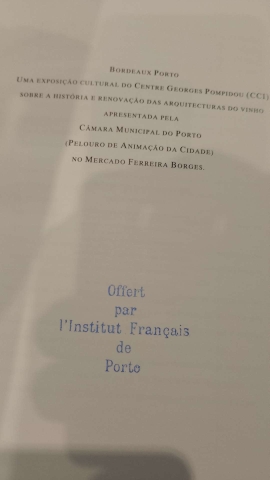 BORDEAUX PORTO
UMA EXPOSIÇÃO CULTURAL DO CENTRE GEORGES POMPIDOU (CCI)
SOBRE A HISTÓRIA E RENOVAÇÃO DAS ARQUITECTURAS DO VINHO
APRESENTADA PELA
CÂMARA MUNICIPAL DO PORTO
(PELOURO DE ANIMAÇÃO DA CIDADE)
NO MERCADO FERREIRA BORGES.
Offert
par
l'Institut Français
de
Porto